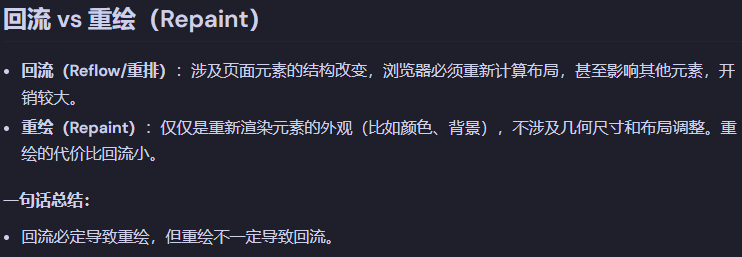 回流 vs 重绘（Repaint）
• 回流（Reflow/重排）：涉及页面元素的结构改变，浏览器必须重新计算布局，甚至影响其他元素，开
销较大。
• 重绘（Repaint）：仅仅是重新渲染元素的外观（比如颜色、背景），不涉及几何尺寸和布局调整。重
绘的代价比回流小。
一句话总结：
• 回流必定导致重绘，但重绘不一定导致回流。